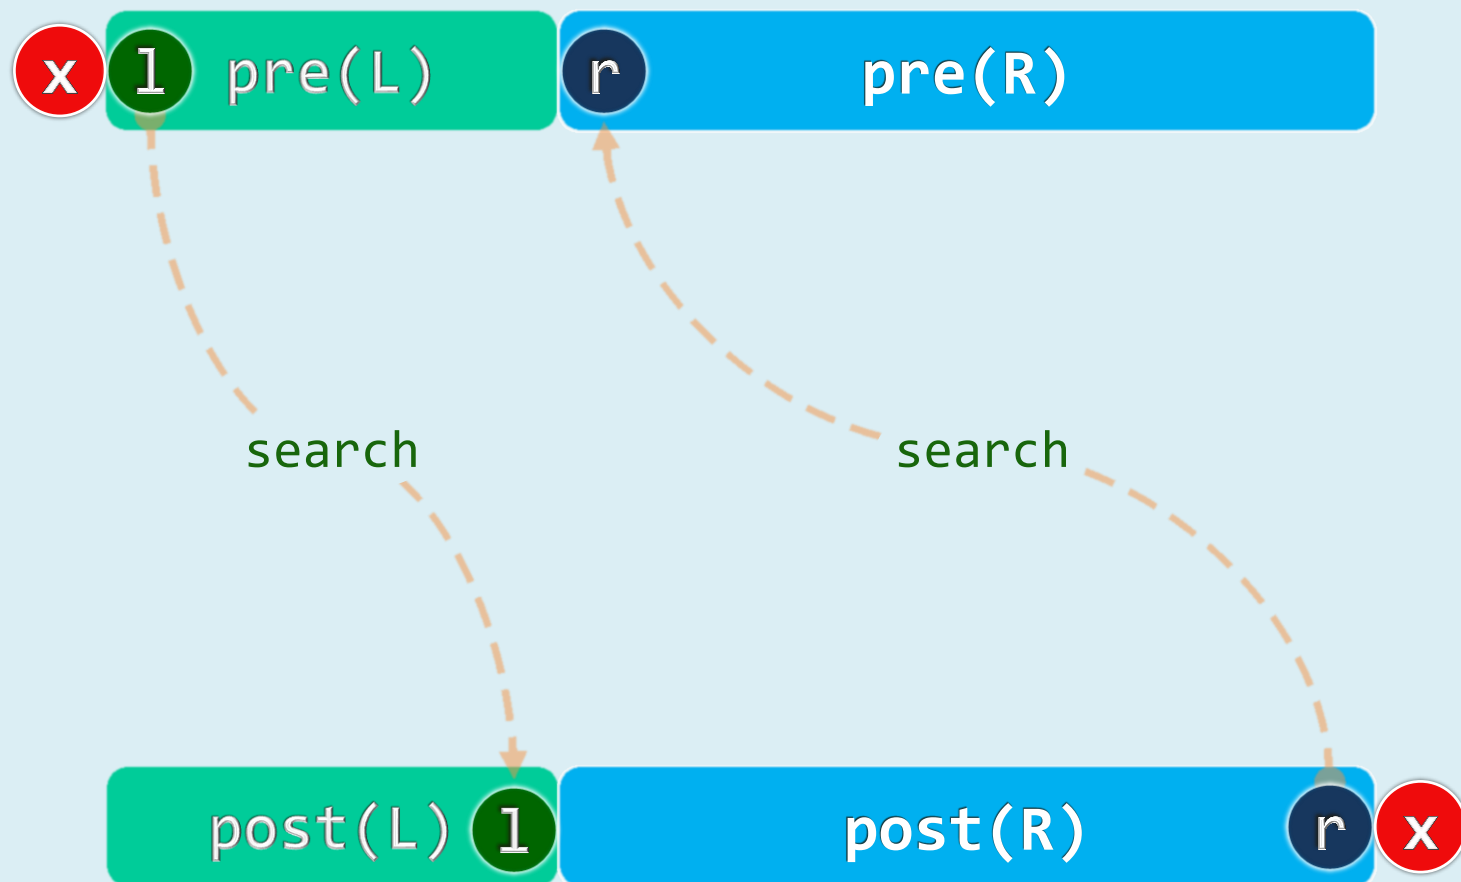 x l pre(L) r pre(R)
search search
post(L) l post(R) r x